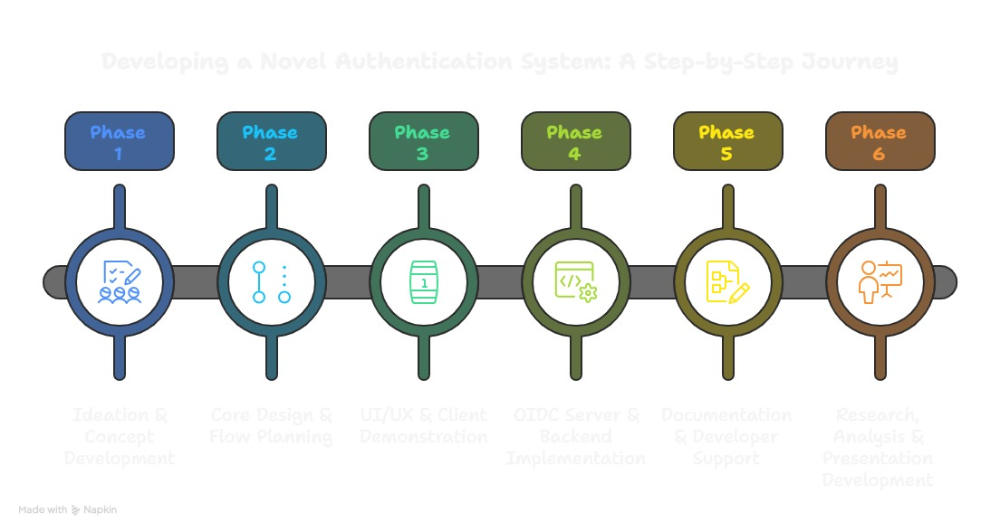 Developing a Novel Authentication System: A Step-by-Step Journey
Phase
1
Phase
2
Phase
3
Phase
4
Phase
5
Phase
6
1
Ideation &
Concept
Development
Core Design &
Flow Planning
UI/UX & Client
Demonstration
OIDC Server &
Backend
Implementation
Documentation
& Developer
Support
Research,
Analysis &
Presentation
Development
Made with Napkin